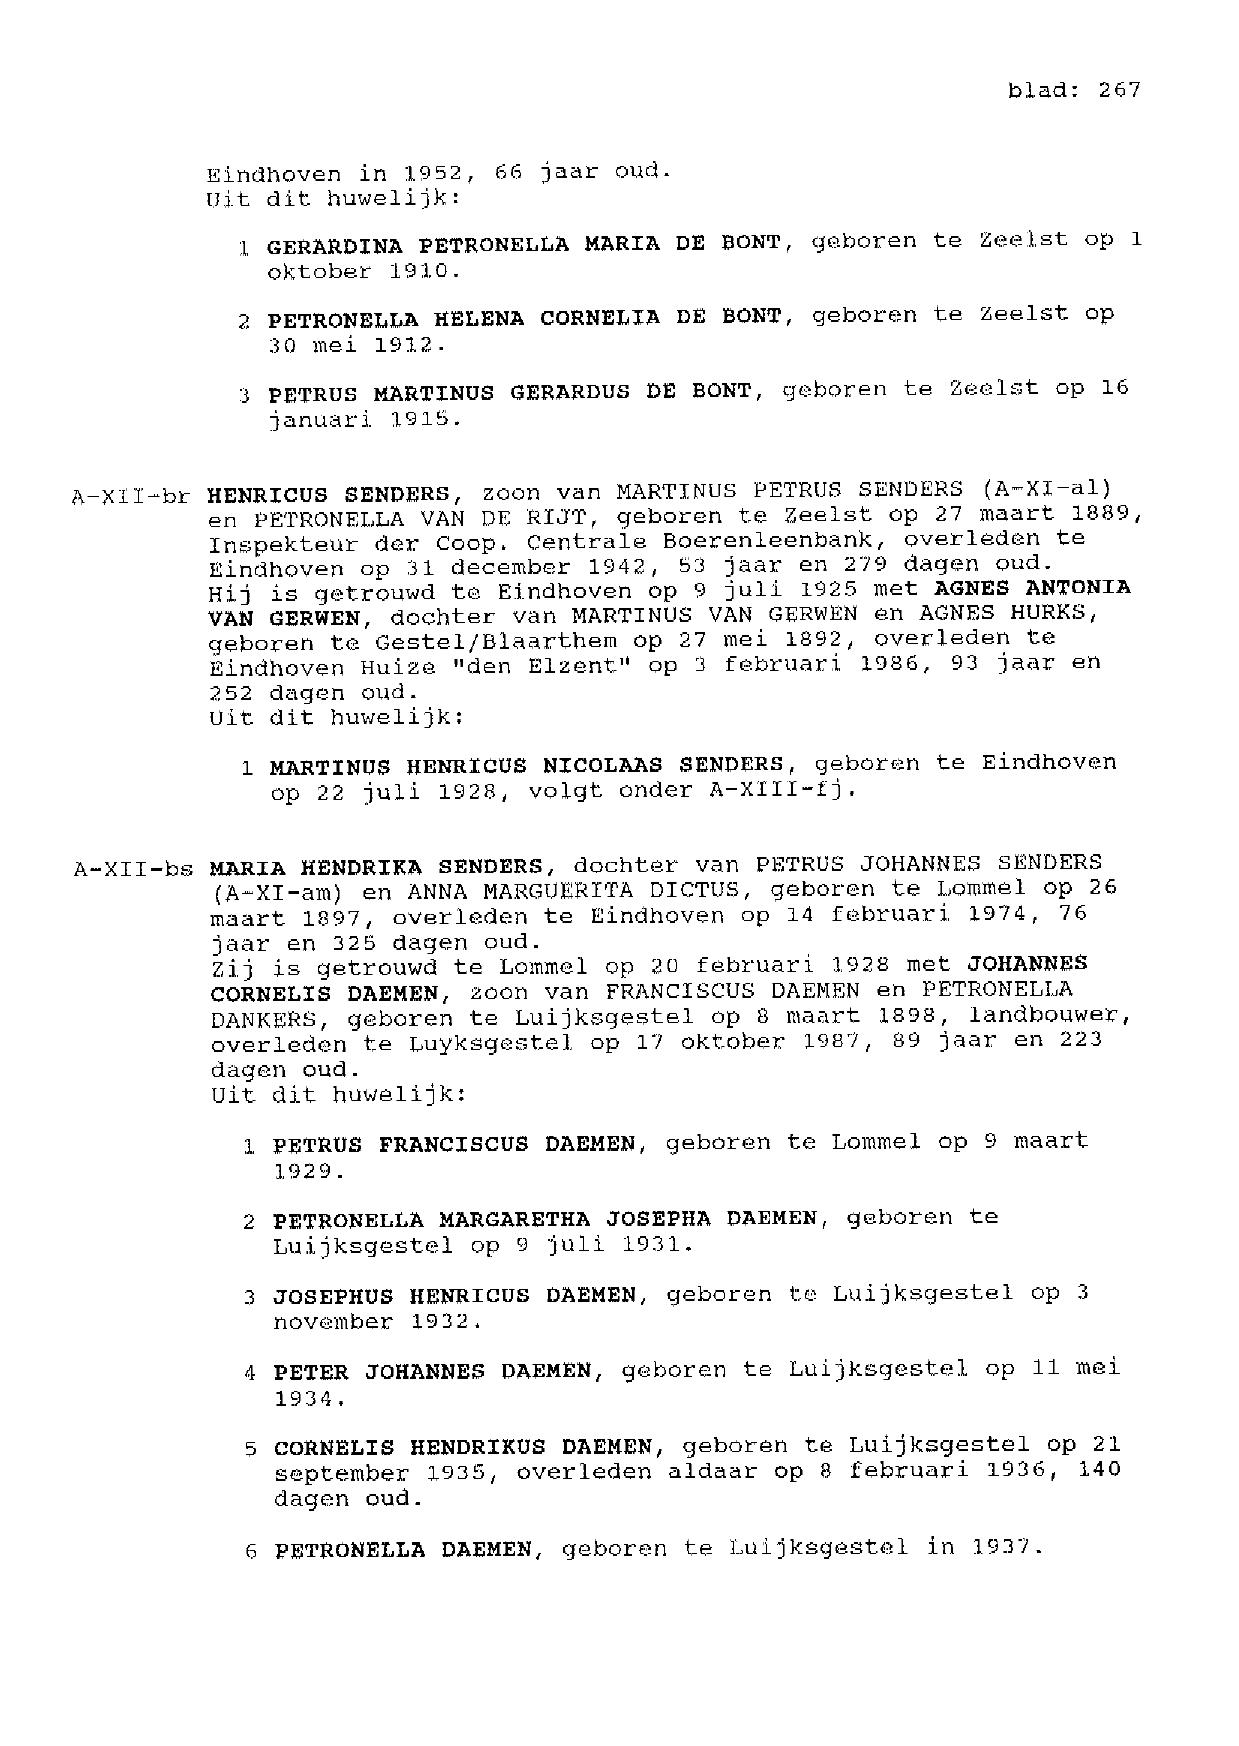 blad: 267
Eindhoven in 1952, 66 jaar oud.
Uit dit huwelijk:
1 GERARDINA PETRONELLA MARIA DE BONT, geboren te Zeelst op 1
oktober 1910.
2 PETRONELLA HELENA CORNELIA DE BONT, geboren te Zeelst op
30 mei 1912.
3 PETRUS MARTINUS GERARDUS DE BONT, geboren te Zeelst op 16
januari 1915.
A-XII-br HENRICUS SENDERS, zoon van MARTINUS PETRUS SENDERS (A-XI-al)
en PETRONELLA VAN DE RIJT, geboren te Zeelst op 27 maart 1889,
Inspekteur der Coop. Centrale Boerenleenbank, overleden te
Eindhoven op 31 december 1942, 53 jaar en 279 dagen oud.
Hij is getrouwd te Eindhoven op 9 juli 1925 met AGNES ANTONIA
VAN GERWEN, dochter van MARTINUS VAN GERWEN en AGNES HURKS,
geboren te Gestel/Blaarthem op 27 mei 1892, overleden te
Eindhoven Huize "den Elzent" op 3 februari 1986, 93 jaar en
252 dagen oud.
Uit dit huwelijk:
1 MARTINUS HENRICUS NICOLAAS SENDERS, geboren te Eindhoven
op 22 juli 1928, volgt onder A-XIII-fj.
A-XII-bs MARIA HENDRIKA SENDERS, dochter van PETRUS JOHANNES SENDERS
(A-XI-am) en ANNA MARGUERITA DICTUS, geboren te Lommel op 26
maart 1897, overleden te Eindhoven op 14 februari 1974, 76
jaar en 325 dagen oud.
Zij is getrouwd te Lommel op 20 februari 1928 met JOHANNES
CORNELIS DAEMEN, zoon van FRANCISCUS DAEMEN en PETRONELLA
DANKERS, geboren te Luijksgestel op 8 maart 1898, landbouwer,
overleden te Luyksgestel op 17 oktober 1987, 89 jaar en 223
dagen oud.
Uit dit huwelijk:
1 PETRUS FRANCISCUS DAEMEN, geboren te Lommel op 9 maart
1929.
2 PETRONELLA MARGARETHA JOSEPHA DAEMEN, geboren te
Luijksgestel op 9 juli 1931.
3 JOSEPHUS HENRICUS DAEMEN, geboren te Luijksgestel op 3
november 1932.
4 PETER JOHANNES DAEMEN, geboren te Luijksgestel op 11 mei
1934.
5 CORNELIS HENDRIKUS DAEMEN, geboren te Luijksgestel op 21
september 1935, overleden aldaar op 8 februari 1936, 140
dagen oud.
6 PETRONELLA DAEMEN, geboren te Luijksgestel in 1937.